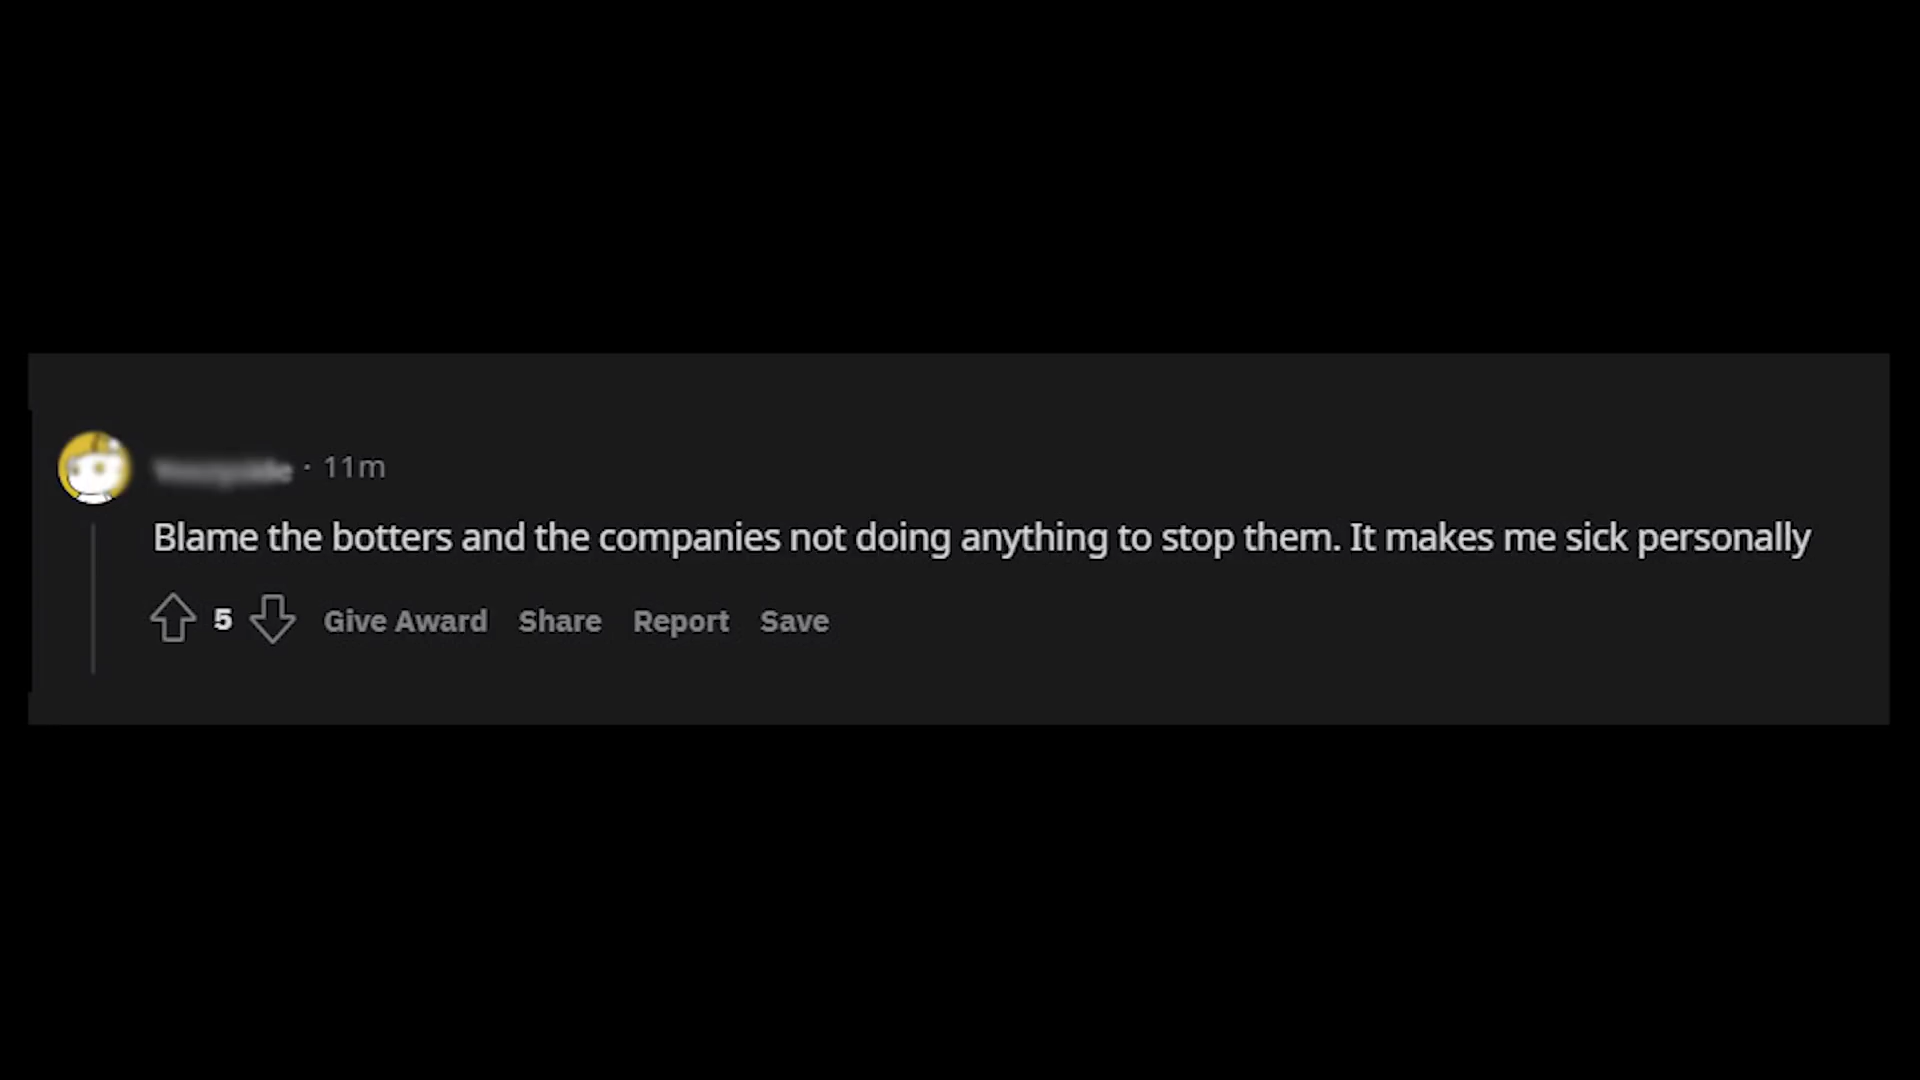 · 11m
Blame the botters and the companies not doing anything to stop them. It makes me sick personally
5 Give Award Share Report Save